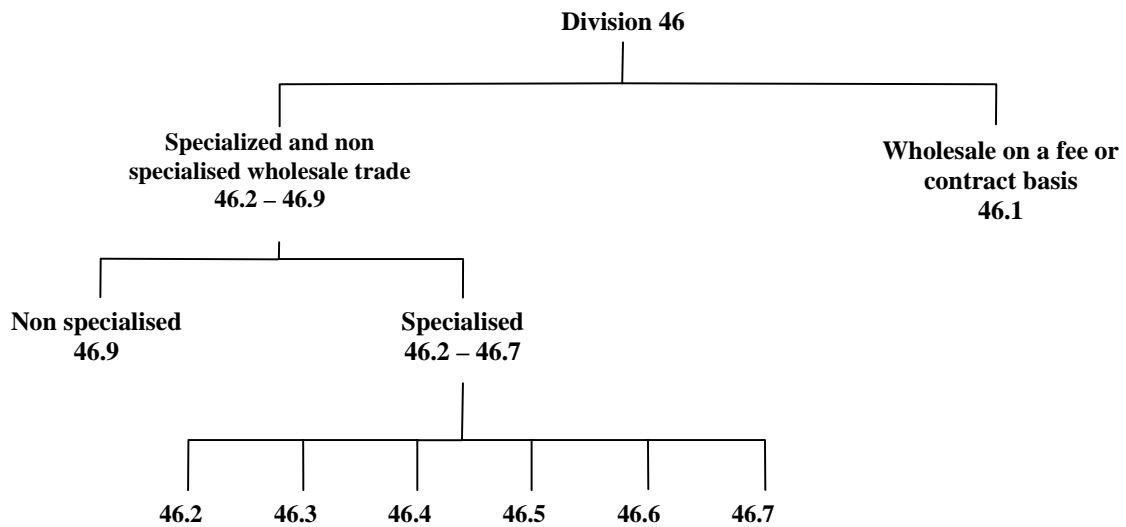 Division 46
Specialized and non
specialised wholesale trade
46.2 – 46.9
Wholesale on a fee or
contract basis
46.1
Non specialised
46.9
Specialised
46.2 – 46.7
46.2 46.3 46.4 46.5 46.6 46.7